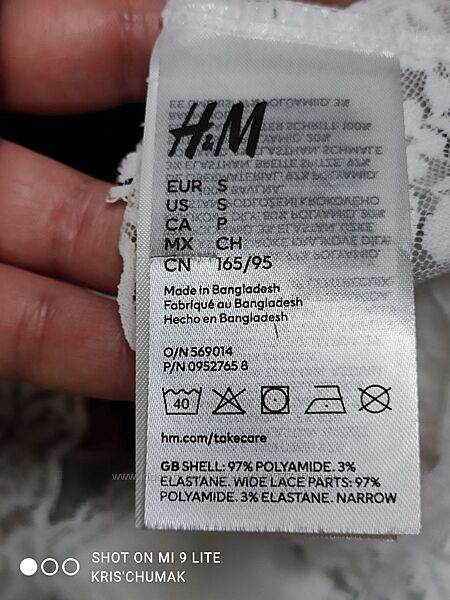 H&M
EUR S
US S
CA P
MX CH
CN 165/95
Made in Bangladesh
Fabriqué au Bangladesh
Hecho en Bangladesh
O/N 569014
P/N 0952765 8
40
hm.com/takecare
GB SHELL: 97% POLYAMIDE. 3%
ELASTANE. WIDE LACE PARTS: 97%
POLYAMIDE. 3% ELASTANE. NARROW
SHOT ON MI 9 LITE
KRIS'CHUMAK